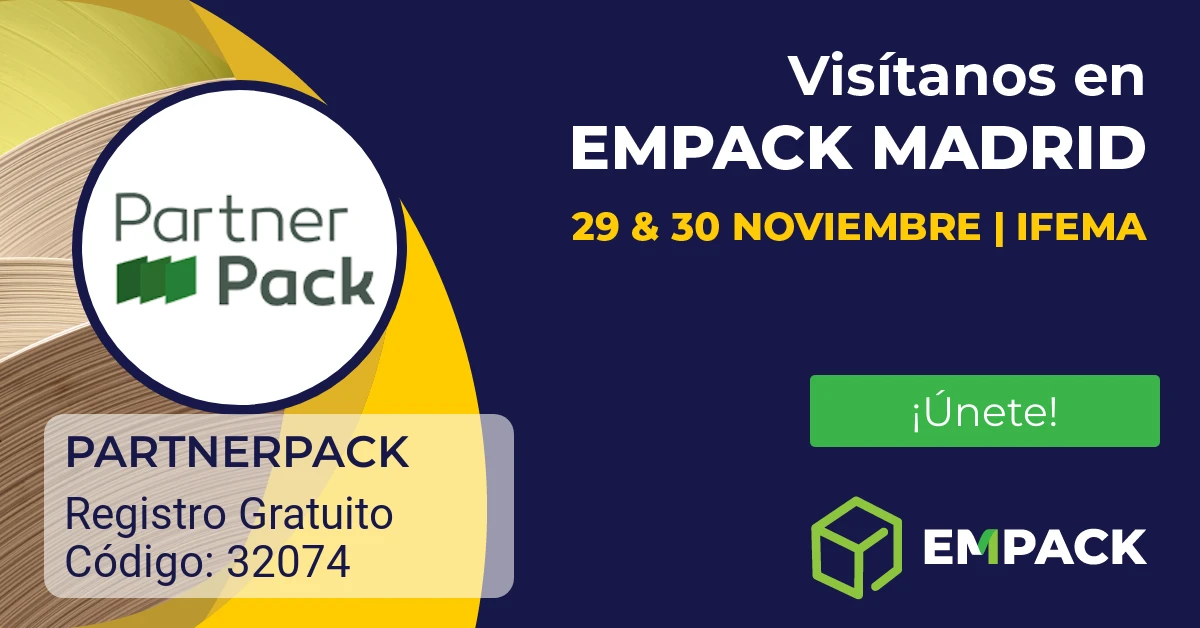 Partner
Pack
PARTNERPACK
Registro Gratuito
Código: 32074
Visítanos en
EMPACK MADRID
29 & 30 NOVIEMBRE | IFEMA
¡Únete!
EMPACK